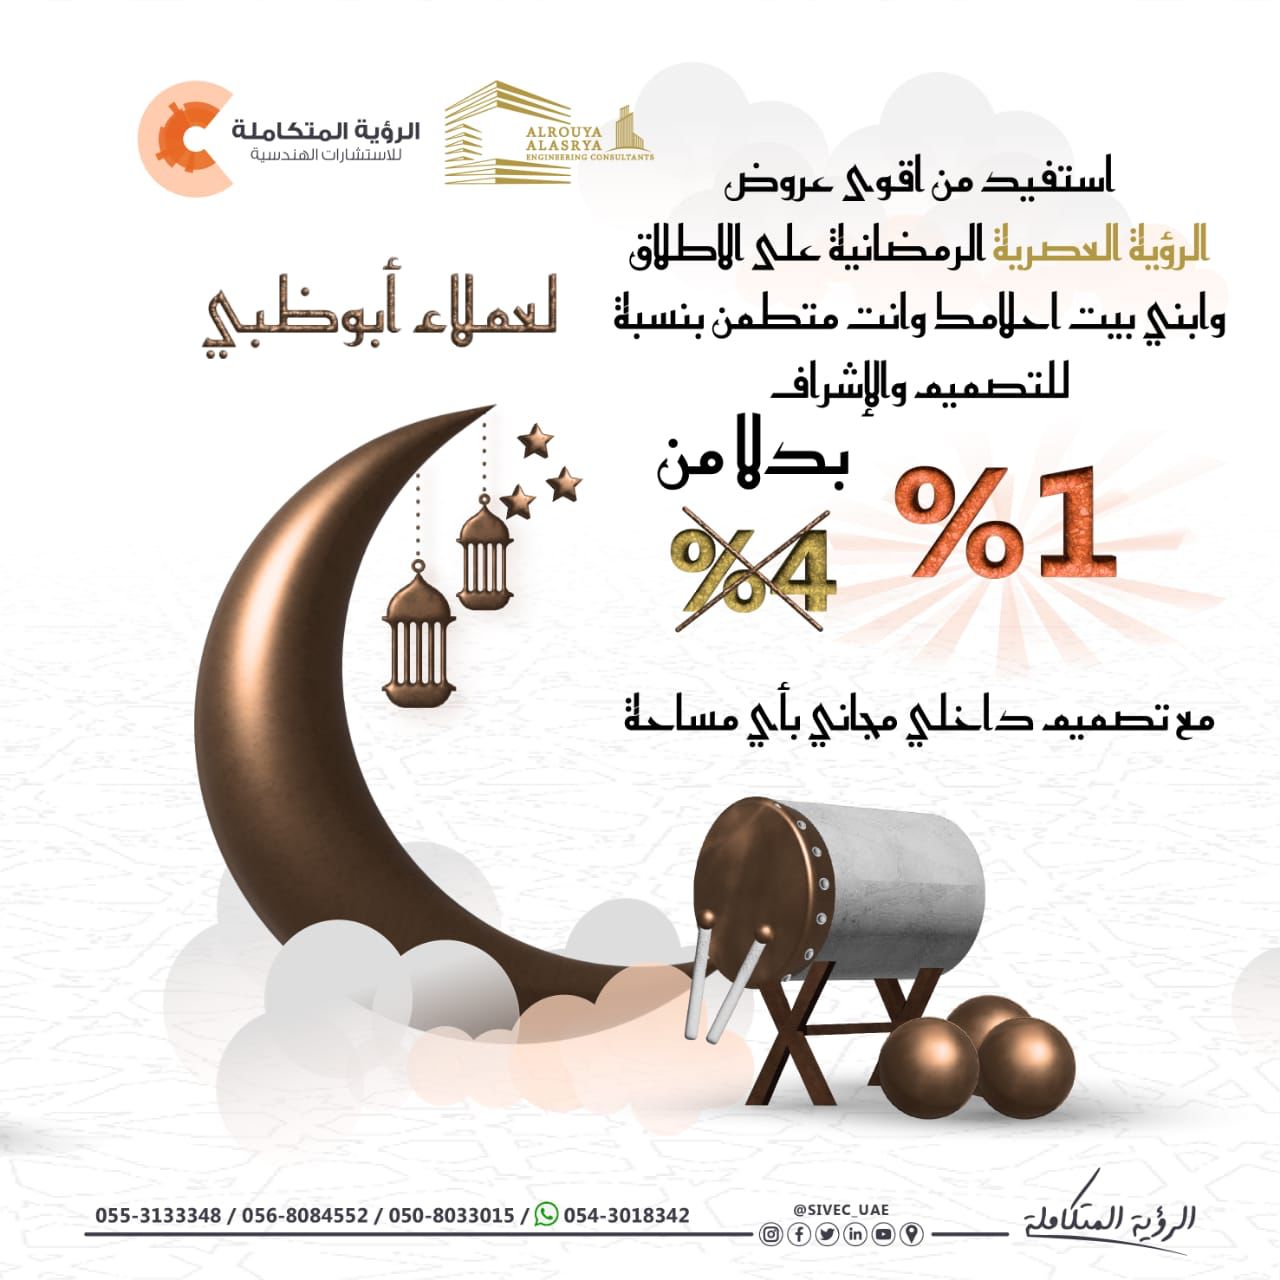 الرؤية المتكاملة
للاستشارات الهندسية
ALROUYA
ALASRYA
ENGINEERING CONSULTANTS
استفيد من اقوى عروض
الرؤية العصرية الرمضانية على الاطلاق
وابني بيت احلامك وانت متطمن بنسبة
للتصميم والإشراف
%1
بدلا من
%4
لعملاء أبوظبي
مع تصميم داخلي مجاني بأي مساحة
055-3133348 / 056-8084552 / 050-8033015 / 054-3018342
@SIVEC_UAE
الرؤية المتكاملة